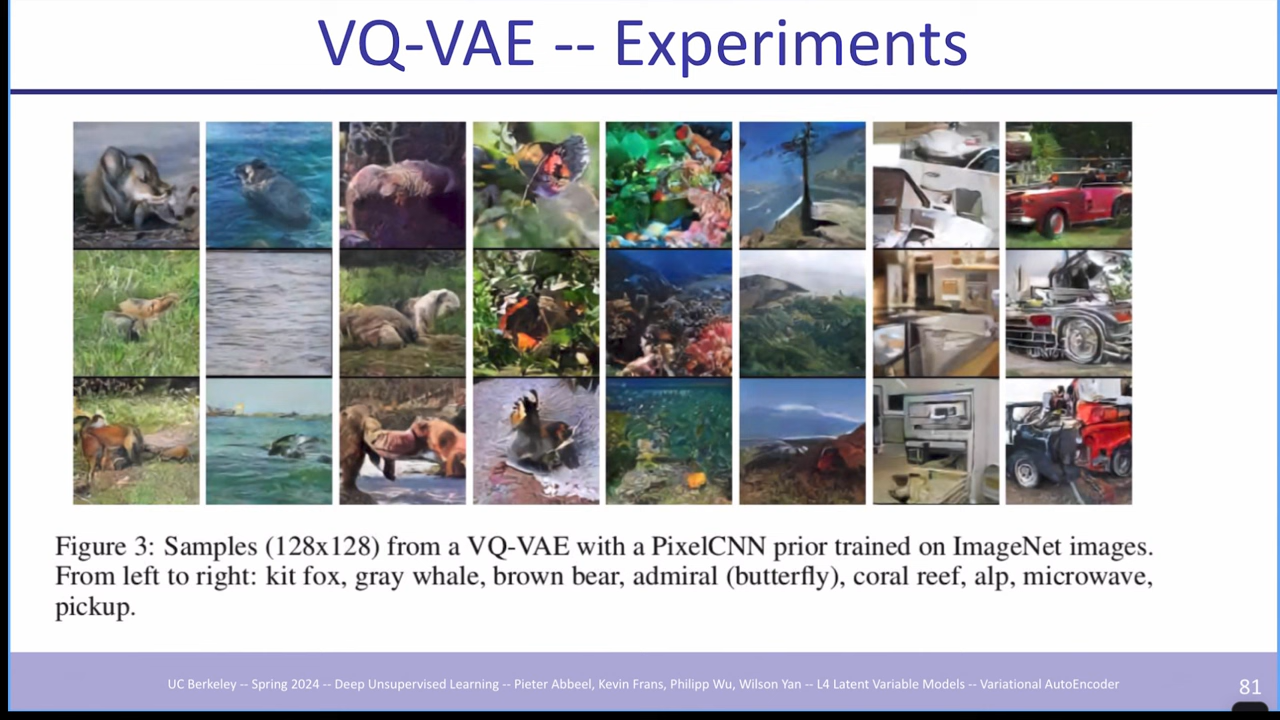 VQ-VAE -- Experiments
Figure 3: Samples (128x128) from a VQ-VAE with a PixelCNN prior trained on ImageNet images.
From left to right: kit fox, gray whale, brown bear, admiral (butterfly), coral reef, alp, microwave,
pickup.
UC Berkeley -- Spring 2024 -- Deep Unsupervised Learning -- Pieter Abbeel, Kevin Frans, Philipp Wu, Wilson Yan -- L4 Latent Variable Models -- Variational AutoEncoder
81